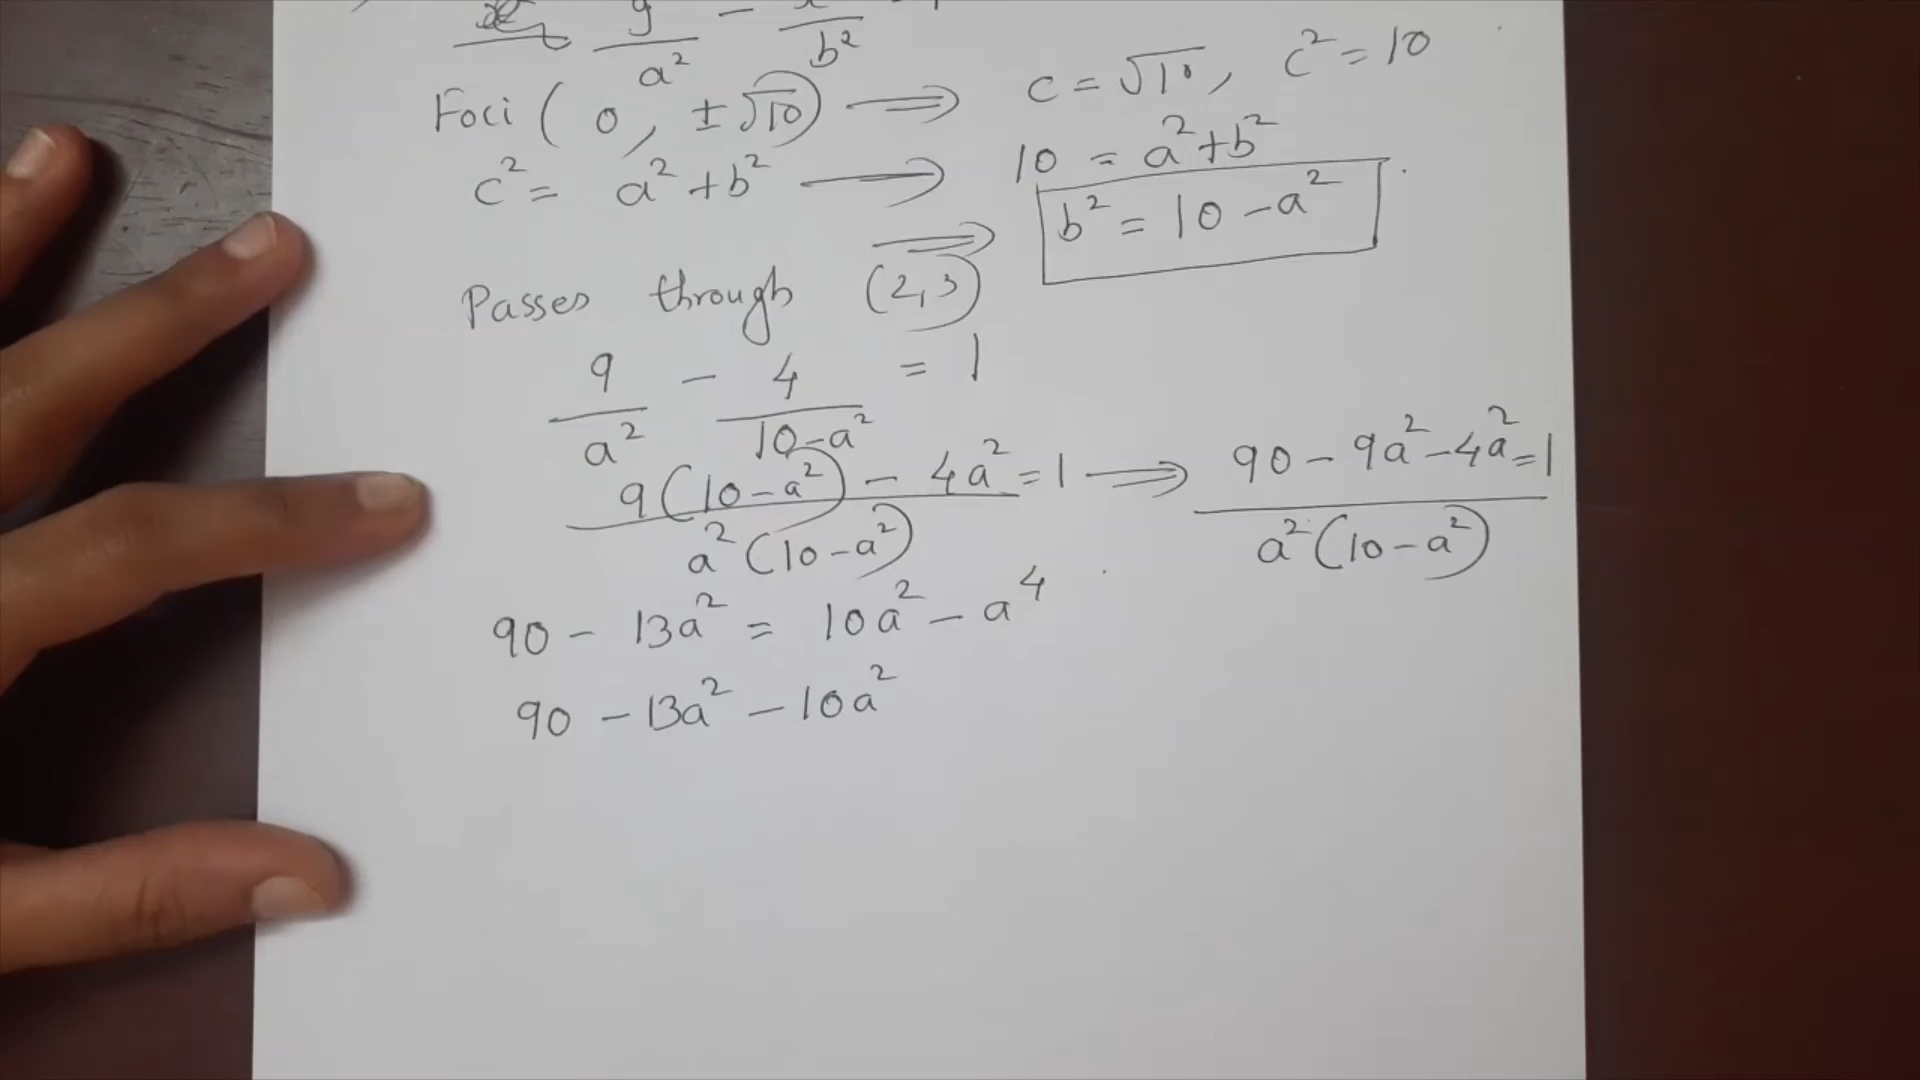 y/a² - /b²
Foci (0, ±√10) ⟹ c = √10, c² = 10
c² = a² + b² ⟶ 10 = a² + b²
b² = 10 - a²
Passes through (2,3) ⟹
9/a² - 4/(10-a²) = 1
(9(10-a²) - 4a²)/(a²(10-a²)) = 1 ⟹ (90 - 9a² - 4a²)/(a²(10-a²)) = 1
90 - 13a² = 10a² - a⁴
90 - 13a² - 10a²